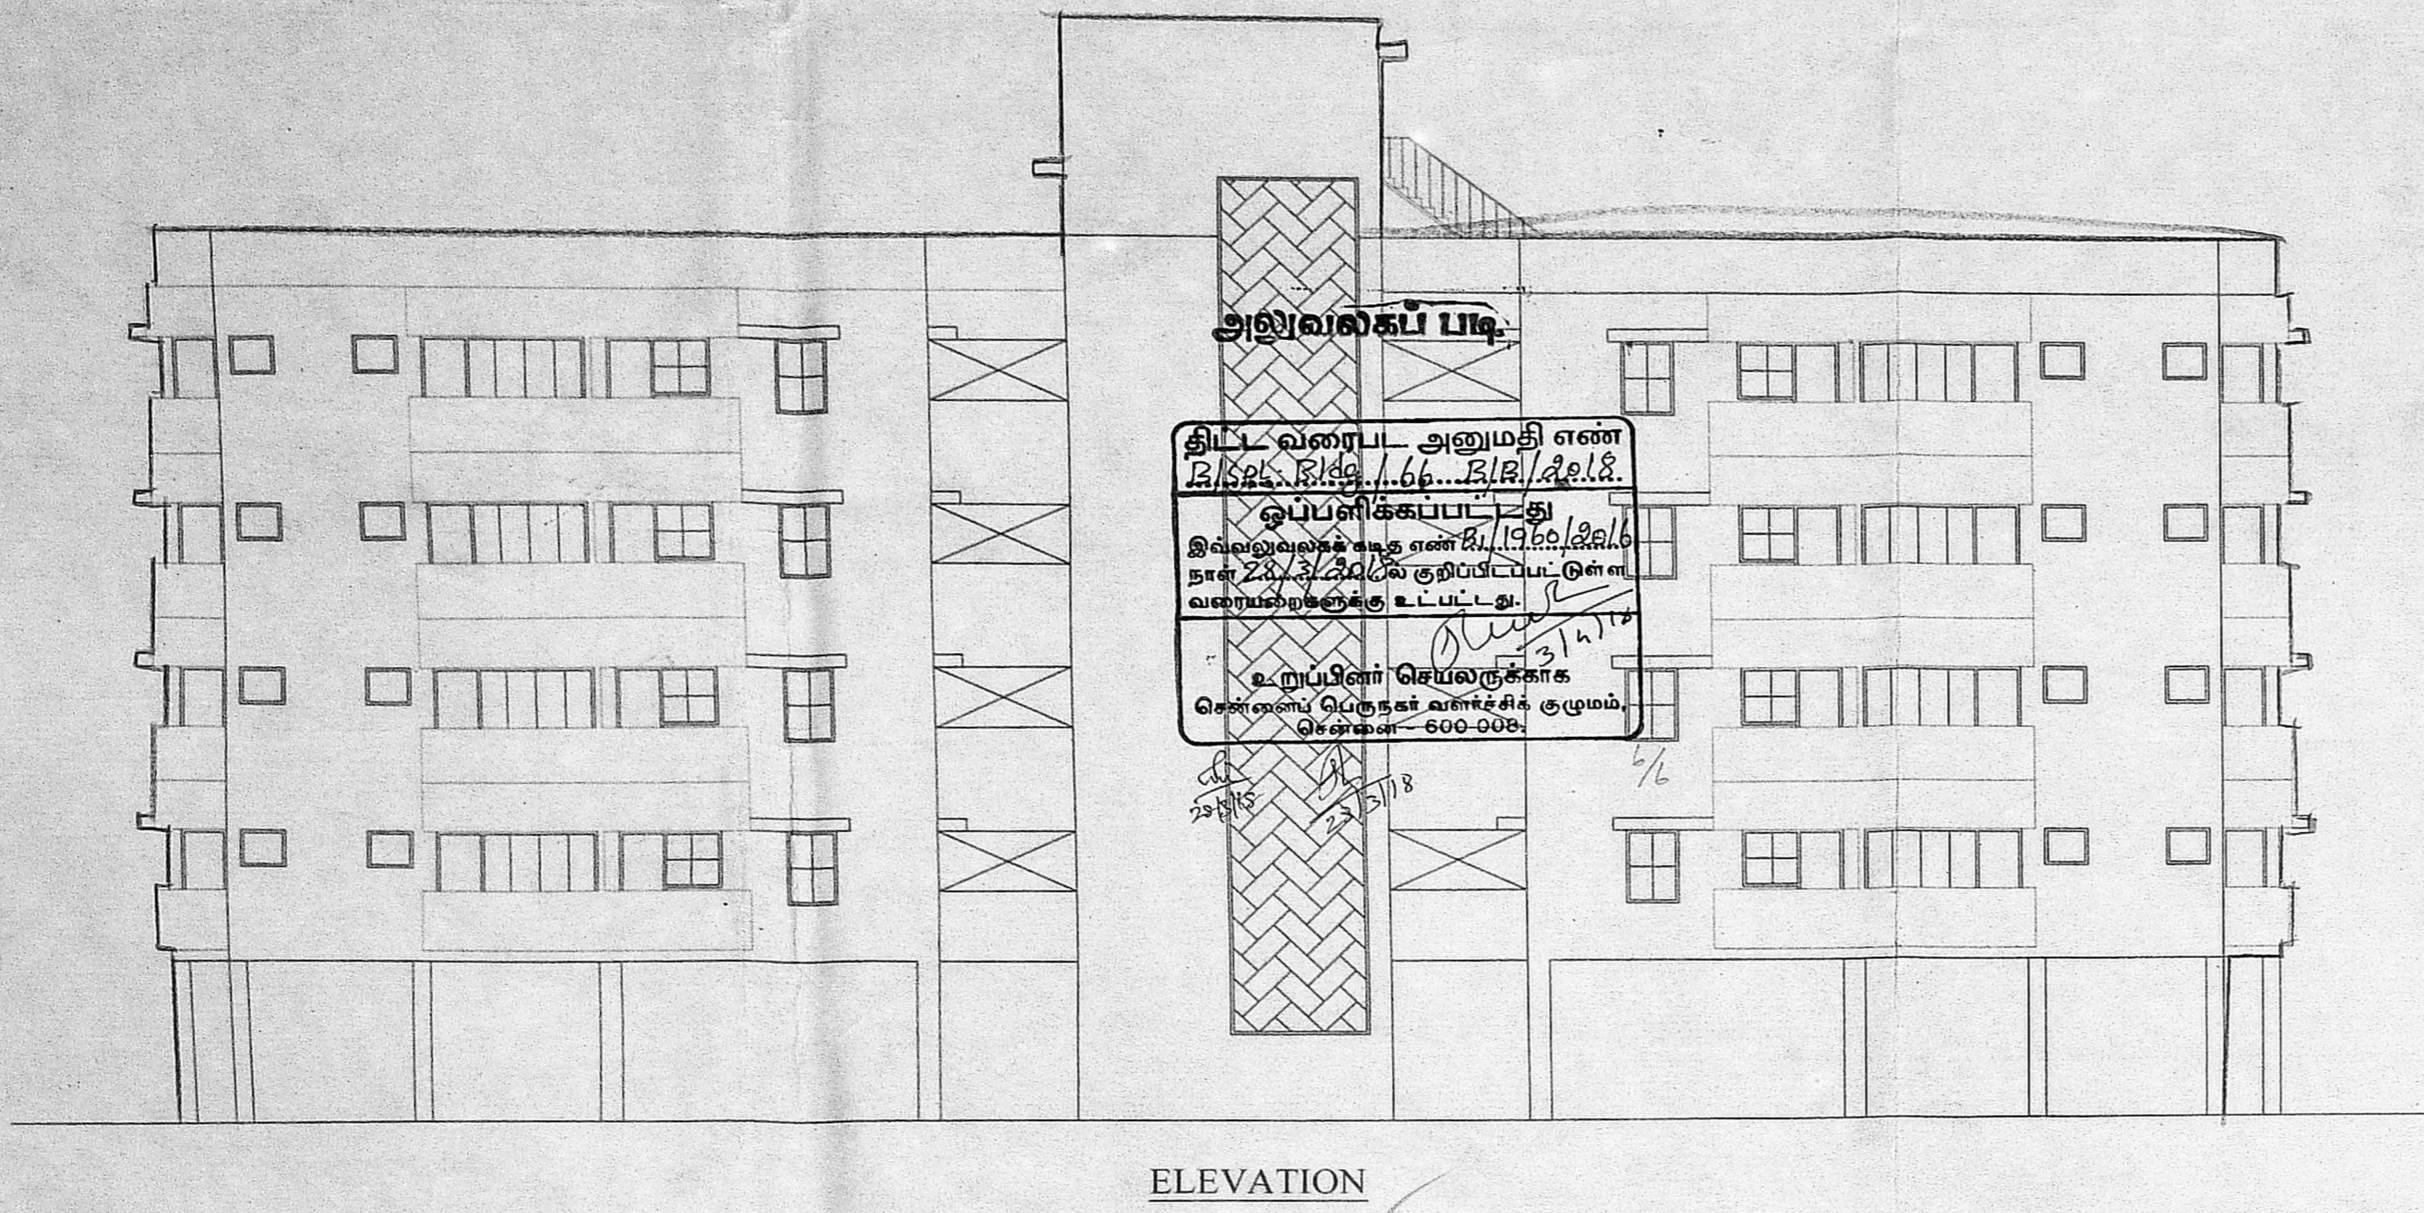 அலுவலகப் படி.
திட்ட வரைபட அனுமதி எண்
B/Spl. Bldg/66 B/B/2018
ஒப்பளிக்கப்பட்டது
இவ்வலுவலகக் கடித எண் B1/1960/2016
நாள் 28/3/2018ல் குறிப்பிடப்பட்டுள்ள
வரையறைகளுக்கு உட்பட்டது.
3/4/18
உறுப்பினர் செயலருக்காக
சென்னைப் பெருநகர் வளர்ச்சிக் குழுமம்,
சென்னை - 600 008.
6/6
23/3/18
ELEVATION